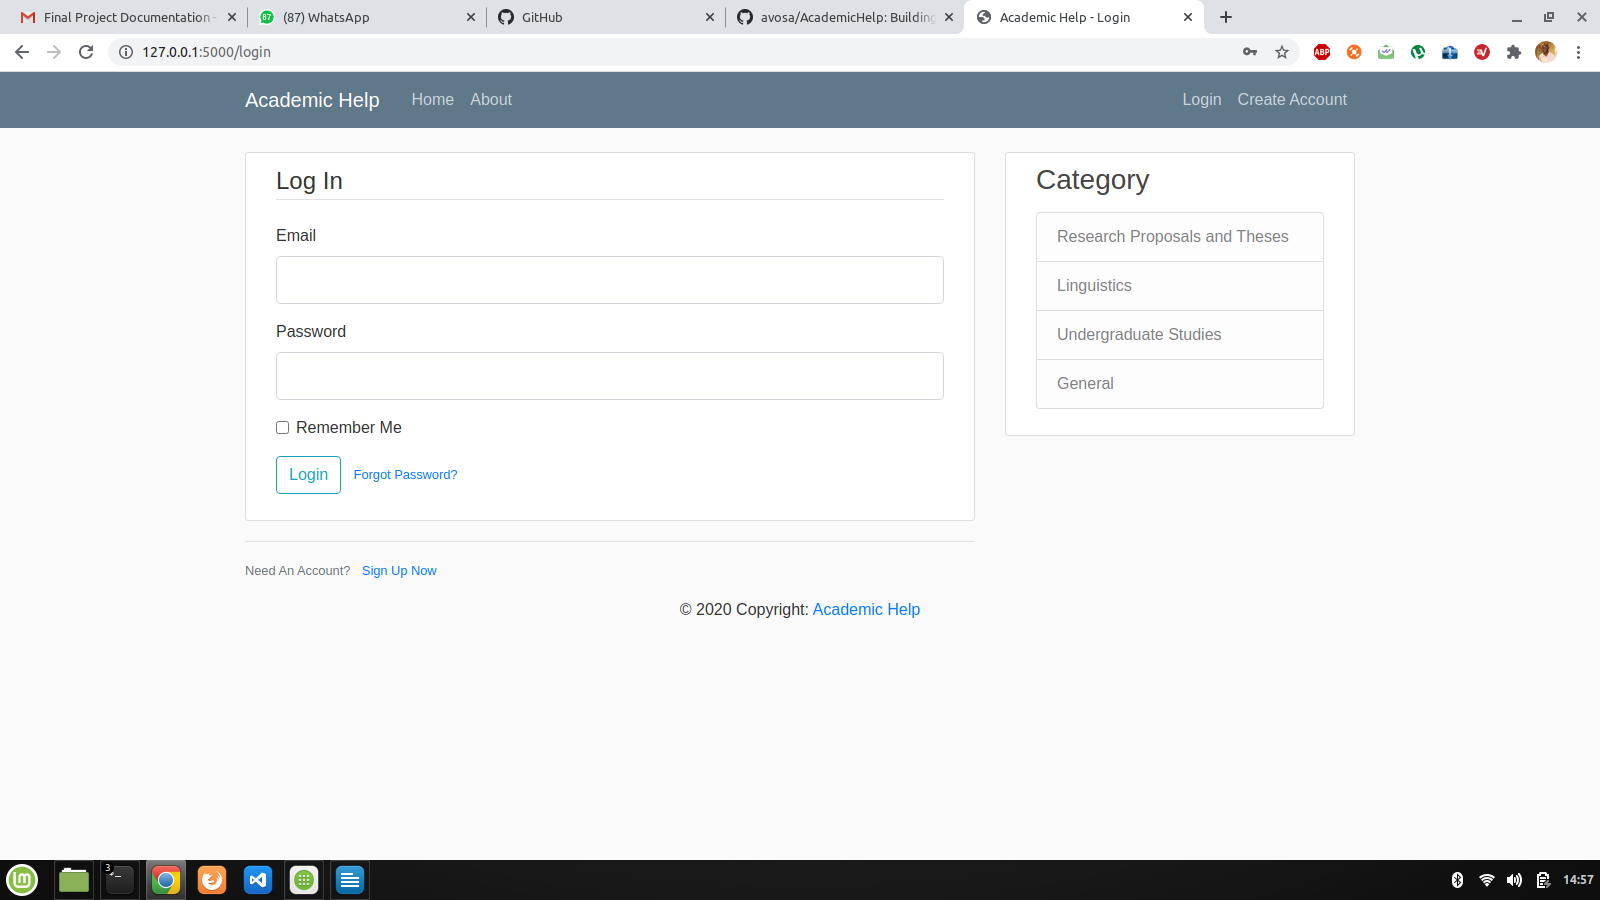 Final Project Documentation -
(87) WhatsApp
GitHub
avosa/AcademicHelp: Building
Academic Help - Login
127.0.0.1:5000/login
ABP
Academic Help
Home
About
Login
Create Account
Log In
Email
Password
Remember Me
Login
Forgot Password?
Need An Account? Sign Up Now
Category
Research Proposals and Theses
Linguistics
Undergraduate Studies
General
© 2020 Copyright: Academic Help
3
14:57